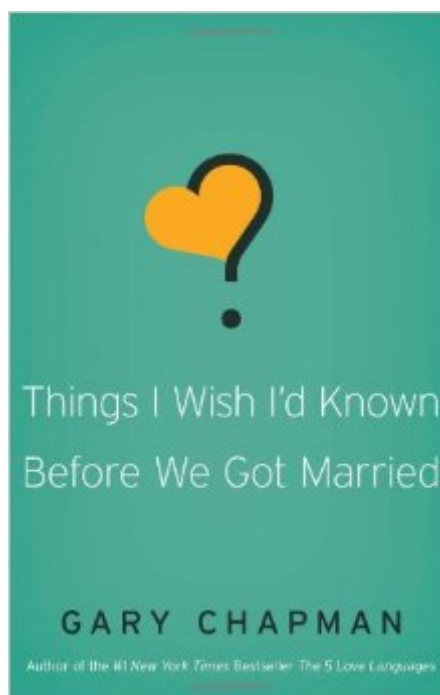 ?
Things I Wish I'd Known
Before We Got Married
GARY CHAPMAN
Author of the #1 New York Times Bestseller The 5 Love Languages